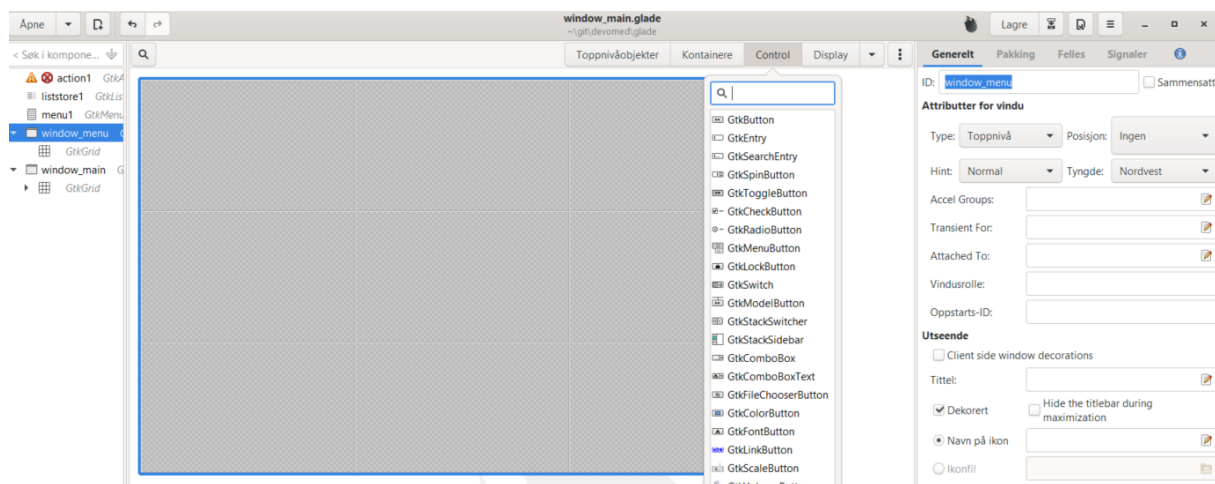 Åpne
window_main.glade
~\git\devomed\glade
Lagre
< Søk i kompone...
Toppnivåobjekter Kontainere Control Display
Generelt Pakking Felles Signaler
action1 GtkA
liststore1 GtkLis
menu1 GtkMenu
window_menu G
GtkGrid
window_main G
GtkGrid
GtkButton
GtkEntry
GtkSearchEntry
GtkSpinButton
GtkToggleButton
GtkCheckButton
GtkRadioButton
GtkMenuButton
GtkLockButton
GtkSwitch
GtkModelButton
GtkStackSwitcher
GtkStackSidebar
GtkComboBox
GtkComboBoxText
GtkFileChooserButton
GtkColorButton
GtkFontButton
GtkLinkButton
GtkScaleButton
ID: window_menu Sammensatt
Attributter for vindu
Type: Toppnivå Posisjon: Ingen
Hint: Normal Tyngde: Nordvest
Accel Groups:
Transient For:
Attached To:
Vindusrolle:
Oppstarts-ID:
Utseende
Client side window decorations
Tittel:
Dekorert Hide the titlebar during
maximization
Navn på ikon
Ikonfil